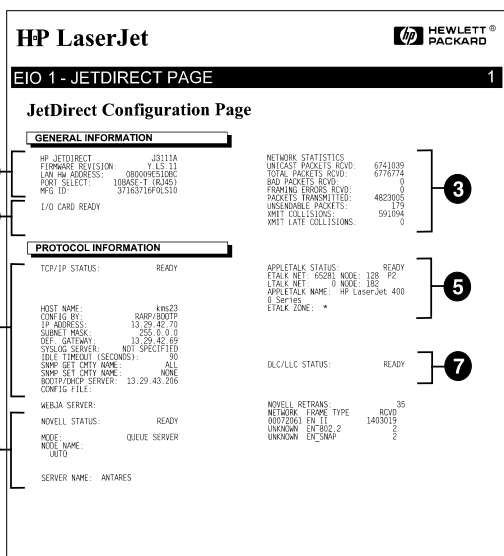 HP LaserJet
hp HEWLETT® PACKARD
EIO 1 - JETDIRECT PAGE 1
JetDirect Configuration Page
GENERAL INFORMATION
HP JETDIRECT J3111A
FIRMWARE REVISION: Y.LS.11
LAN HW ADDRESS: 080009E51DBC
PORT SELECT: 10BASE-T (RJ45)
MFG ID: 37163716F0LS10
I/O CARD READY
NETWORK STATISTICS
UNICAST PACKETS RCVD: 6741039
TOTAL PACKETS RCVD: 6776774
BAD PACKETS RCVD: 0
FRAMING ERRORS RCVD: 0
PACKETS TRANSMITTED: 4823005
UNSENDABLE PACKETS: 179
XMIT COLLISIONS: 591094
XMIT LATE COLLISIONS: 0
3
PROTOCOL INFORMATION
TCP/IP STATUS: READY
HOST NAME: kms23
CONFIG BY: RARP/BOOTP
IP ADDRESS: 13.29.42.70
SUBNET MASK: 255.0.0.0
DEF. GATEWAY: 13.29.42.69
SYSLOG SERVER: NOT SPECIFIED
IDLE TIMEOUT (SECONDS): 90
SNMP GET CMTY NAME: ALL
SNMP SET CMTY NAME: NONE
BOOTP/DHCP SERVER: 13.29.43.206
CONFIG FILE:
APPLETALK STATUS: READY
ETALK NET: 65281 NODE: 128 P2
LTALK NET: 0 NODE: 182
APPLETALK NAME: HP LaserJet 400
0 Series
ETALK ZONE: *
5
DLC/LLC STATUS: READY
7
WEBJA SERVER:
NOVELL STATUS: READY
MODE: QUEUE SERVER
NODE NAME:
UUTQ
SERVER NAME: ANTARES
NOVELL RETRANS: 35
NETWORK FRAME TYPE RCVD
00072061 EN_II 1403019
UNKNOWN EN_802.2 2
UNKNOWN EN_SNAP 2